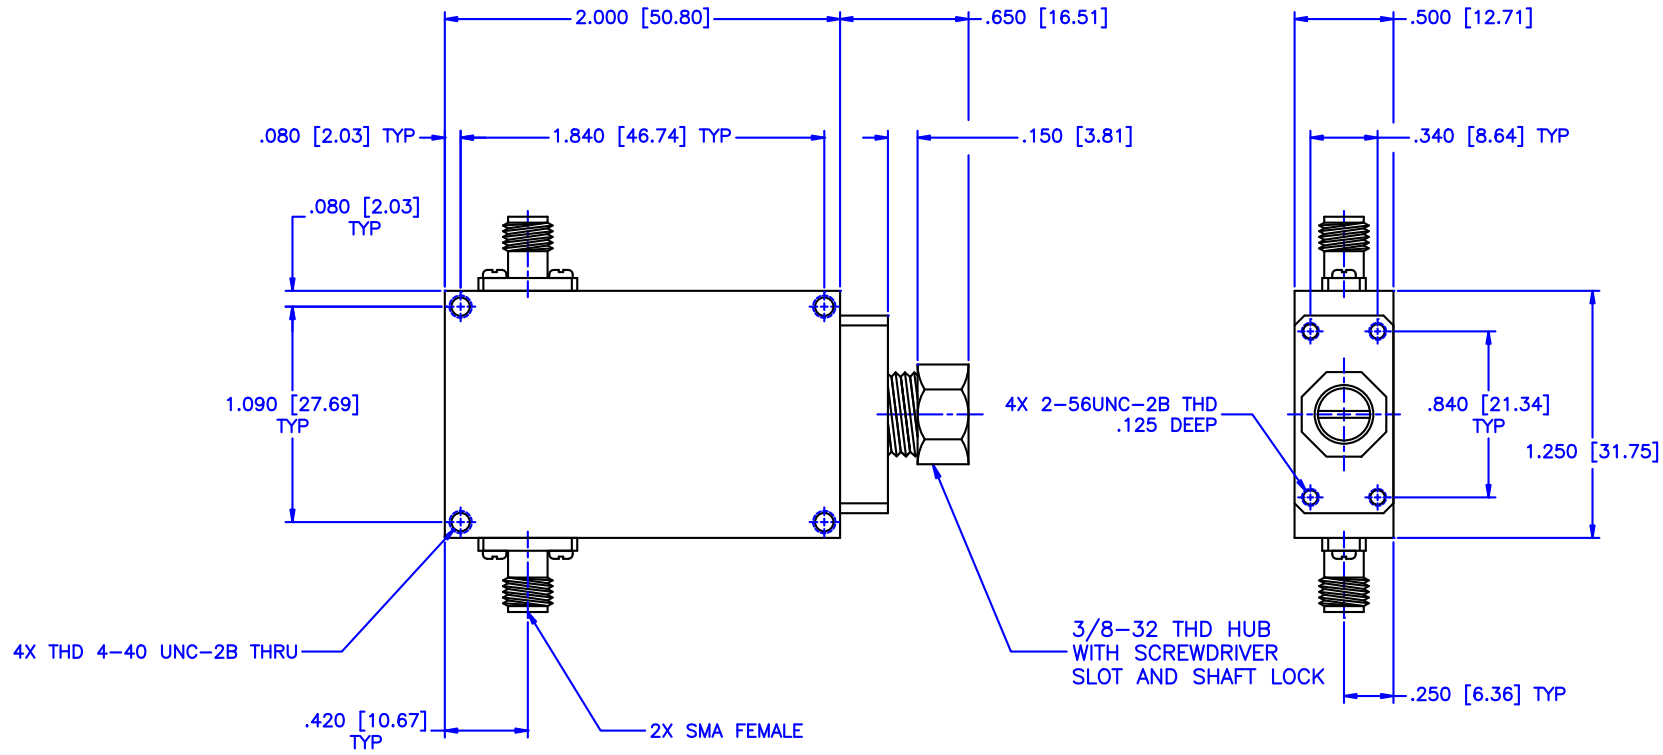 2.000 [50.80]
.650 [16.51]
.500 [12.71]
.080 [2.03] TYP
1.840 [46.74] TYP
.150 [3.81]
.340 [8.64] TYP
.080 [2.03]
TYP
1.090 [27.69]
TYP
4X 2-56UNC-2B THD
.125 DEEP
.840 [21.34]
TYP
1.250 [31.75]
4X THD 4-40 UNC-2B THRU
3/8-32 THD HUB
WITH SCREWDRIVER
SLOT AND SHAFT LOCK
.250 [6.36] TYP
.420 [10.67]
TYP
2X SMA FEMALE